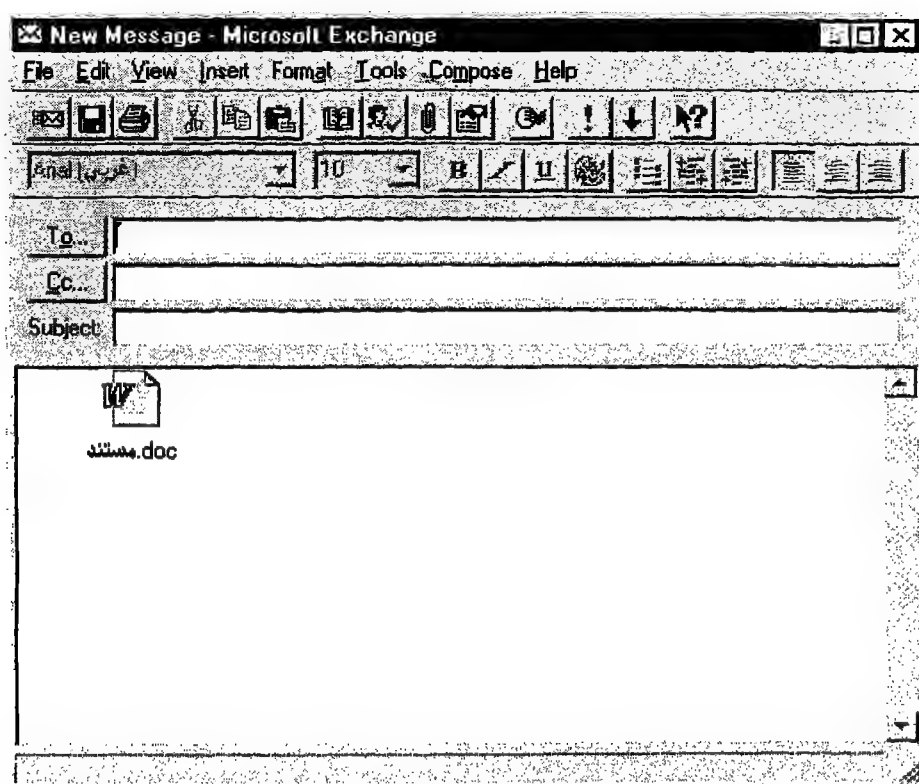 New Message - Microsoft Exchange
File Edit View Insert Format Tools Compose Help
Arial (عربي) 10 B I U
To...
Cc...
Subject:
مستند.doc